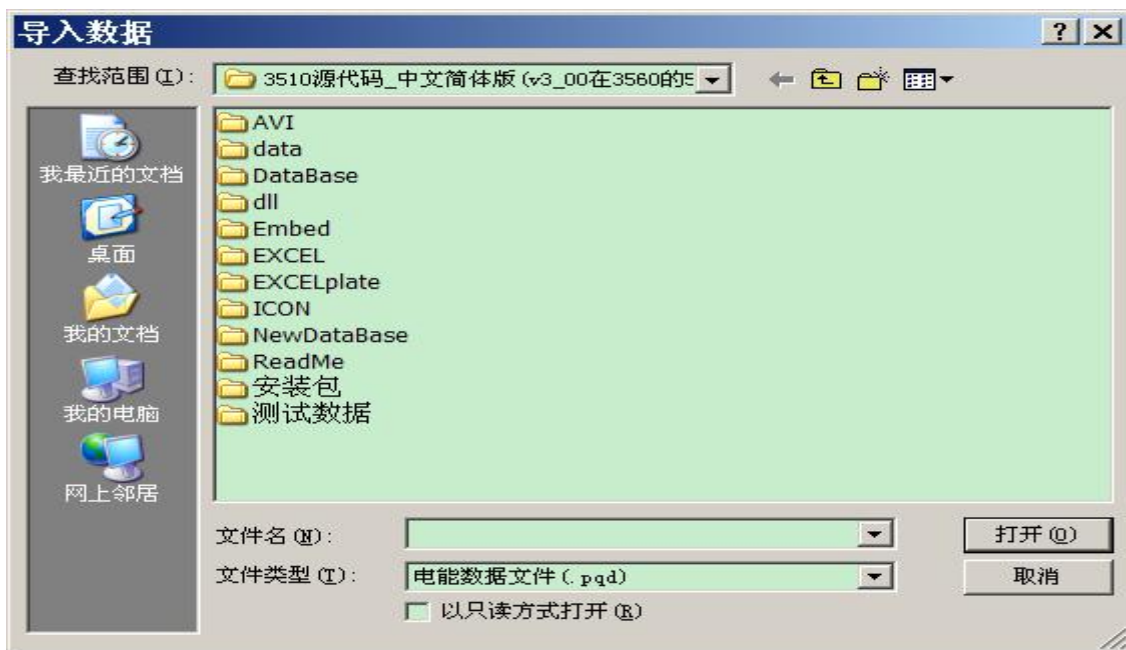 导入数据
查找范围(I):
3510源代码_中文简体版(v3_00在3560的5
我最近的文档
桌面
我的文档
我的电脑
网上邻居
AVI
data
DataBase
dll
Embed
EXCEL
EXCELplate
ICON
NewDataBase
ReadMe
安装包
测试数据
文件名(N):
打开(O)
文件类型(T):
电能数据文件(.pqd)
取消
以只读方式打开(R)